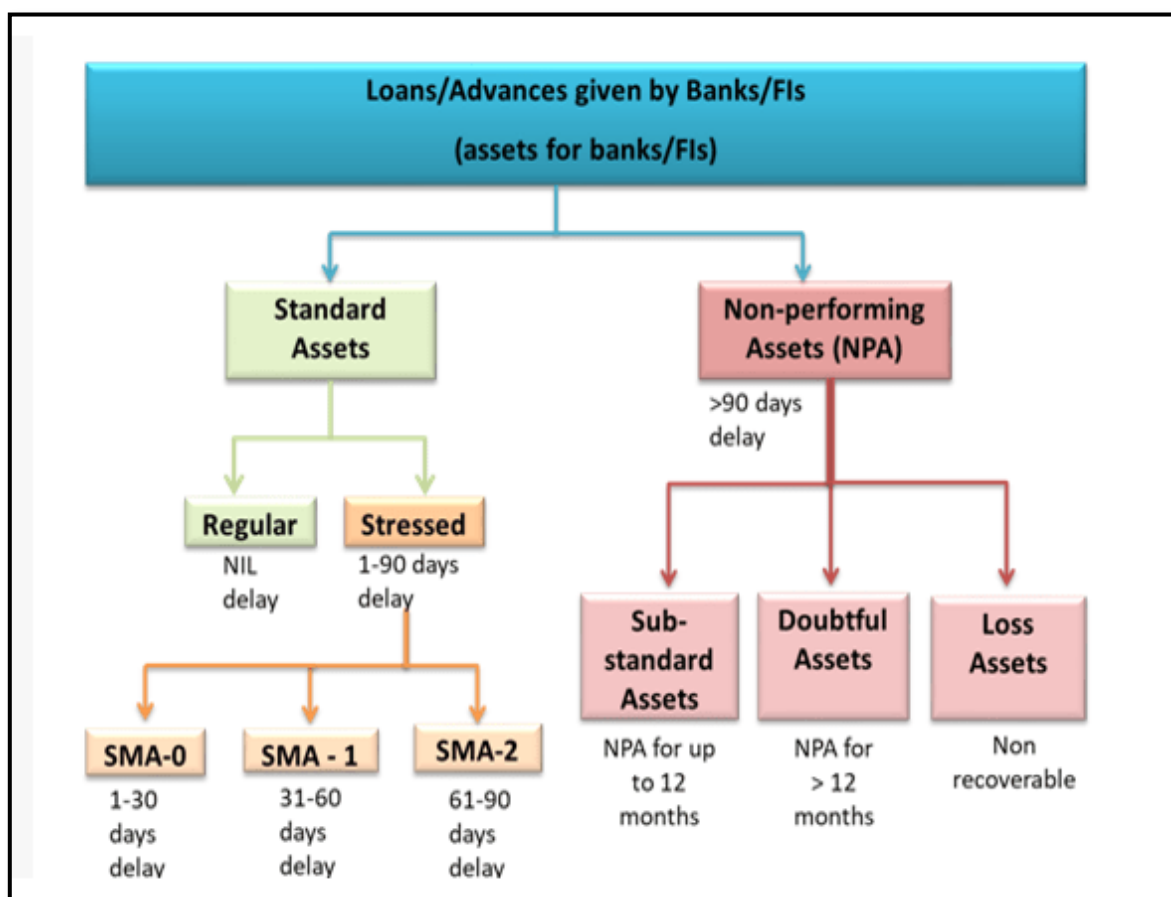 Loans/Advances given by Banks/FIs
(assets for banks/FIs)
Standard
Assets
Non-performing
Assets (NPA)
>90 days
delay
Regular
NIL
delay
Stressed
1-90 days
delay
Sub-
standard
Assets
NPA for up
to 12
months
Doubtful
Assets
NPA for
> 12
months
Loss
Assets
Non
recoverable
SMA-0
1-30
days
delay
SMA - 1
31-60
days
delay
SMA-2
61-90
days
delay